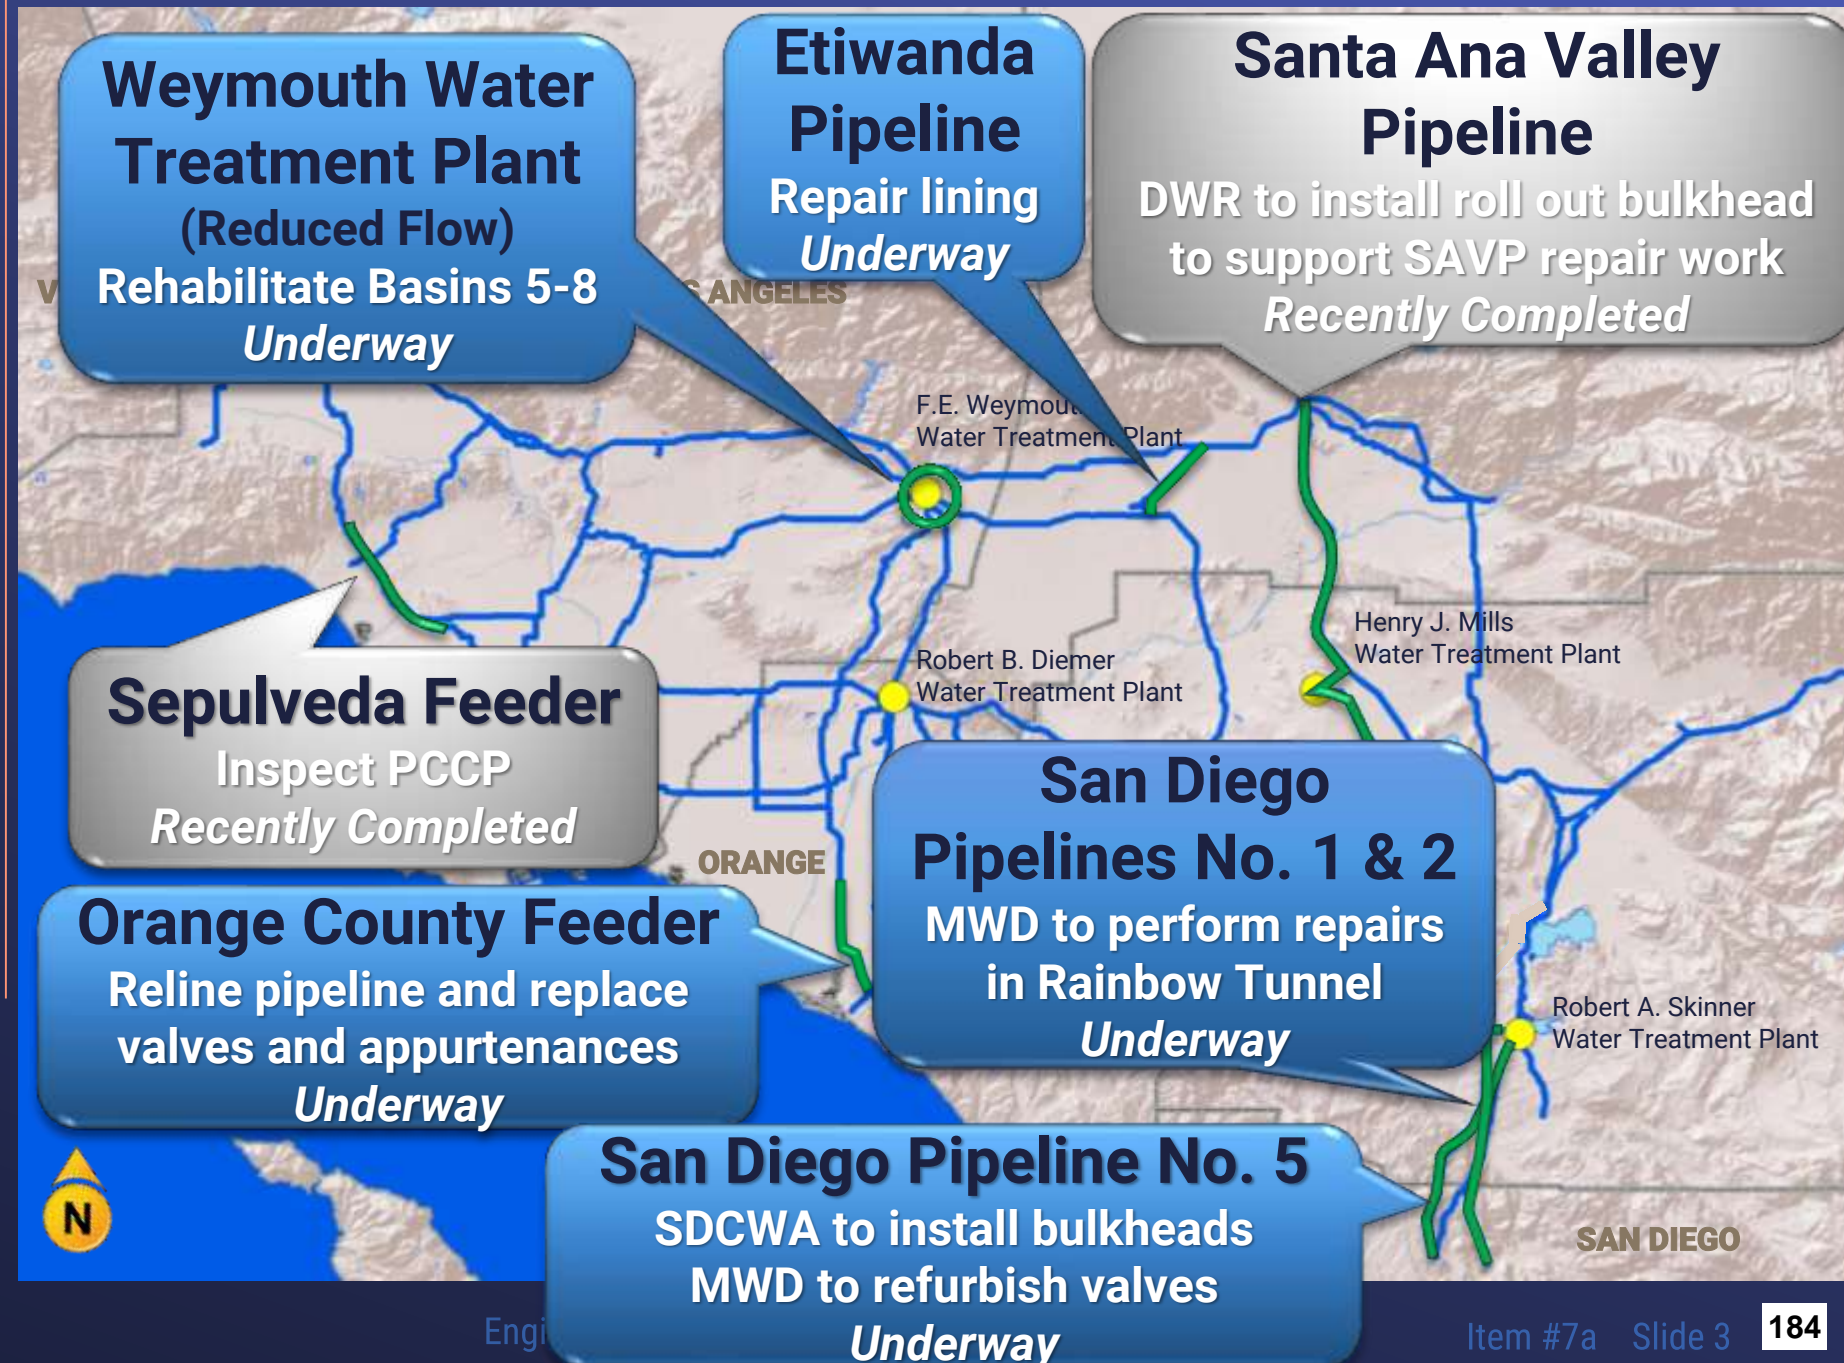 Weymouth Water
Treatment Plant
(Reduced Flow)
Rehabilitate Basins 5-8
Underway
Etiwanda
Pipeline
Repair lining
Underway
Santa Ana Valley
Pipeline
DWR to install roll out bulkhead
to support SAVP repair work
Recently Completed
ANGELES
F.E.
Water Treatment Plant
Henry J. Mills
Water Treatment Plant
Robert B. Diemer
Water Treatment Plant
Sepulveda Feeder
Inspect PCCP
Recently Completed
San Diego
Pipelines No. 1 & 2
MWD to perform repairs
in Rainbow Tunnel
Underway
ORANGE
Orange County Feeder
Reline pipeline and replace
valves and appurtenances
Underway
Robert A. Skinner
Water Treatment Plant
San Diego Pipeline No. 5
SDCWA to install bulkheads
MWD to refurbish valves
Underway
N
SAN DIEGO
Item #7a Slide 3 184